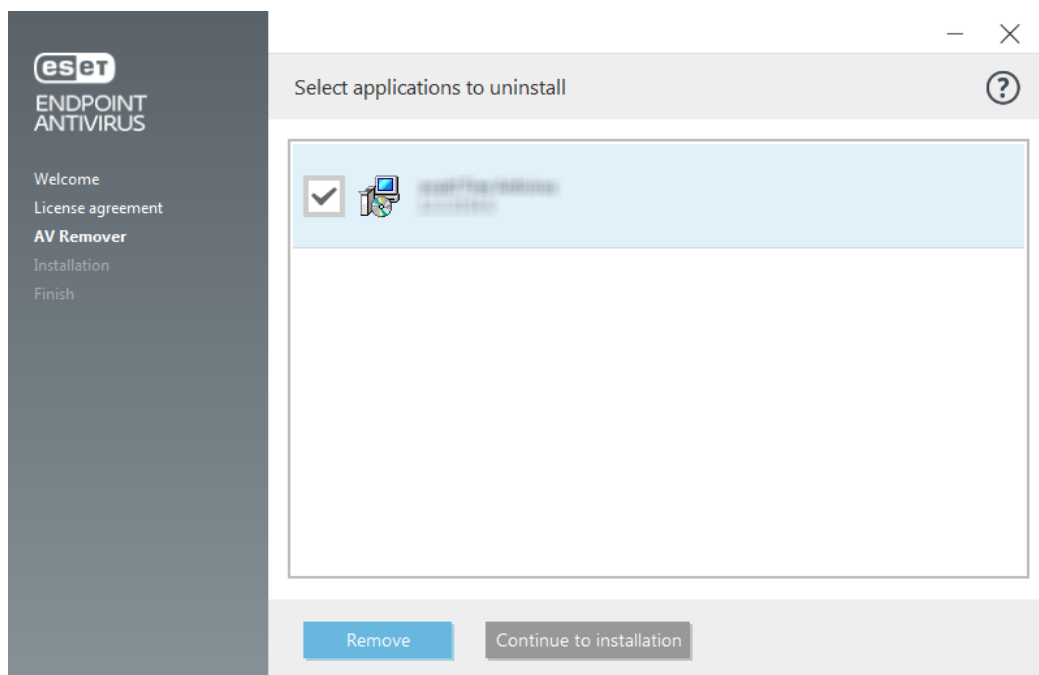 eset
ENDPOINT
ANTIVIRUS
Welcome
License agreement
AV Remover
Installation
Finish
Select applications to uninstall
?
Remove
Continue to installation